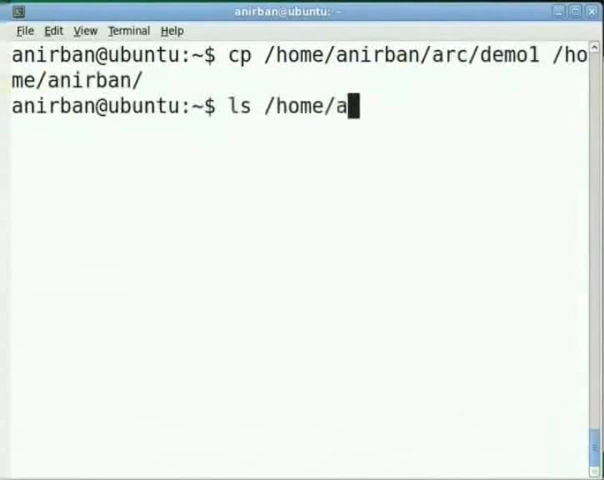 anirban@ubuntu: ~
File Edit View Terminal Help
anirban@ubuntu:~$ cp /home/anirban/arc/demo1 /ho
me/anirban/
anirban@ubuntu:~$ ls /home/a